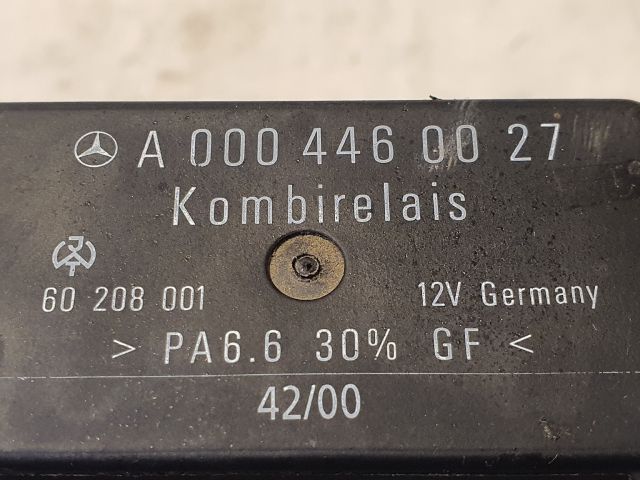 A 000 446 00 27
Kombirelais
60 208 001
12V Germany
> PA6.6 30% GF <
42/00